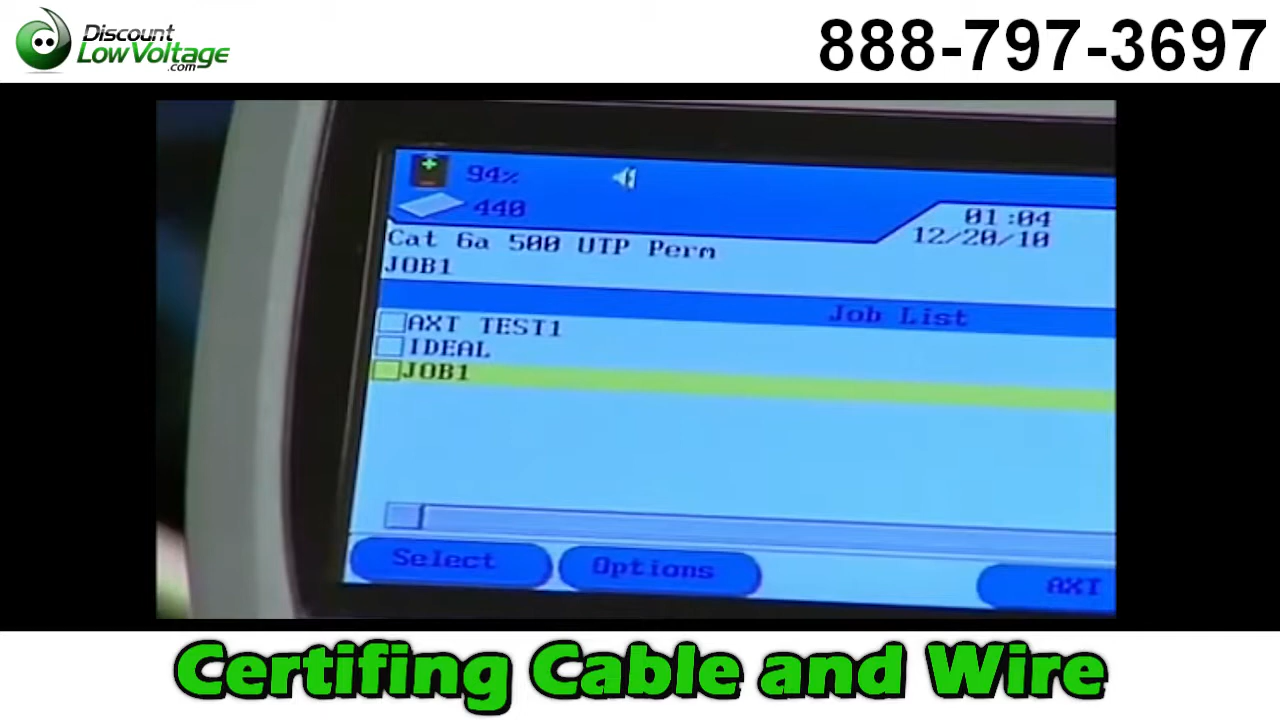 Discount
LowVoltage
.com
888-797-3697
94%
440
01:04
12/20/10
Cat 6a 500 UTP Perm
JOB1
Job List
AXT TEST1
IDEAL
JOB1
Select
Options
AXT
Certifing Cable and Wire